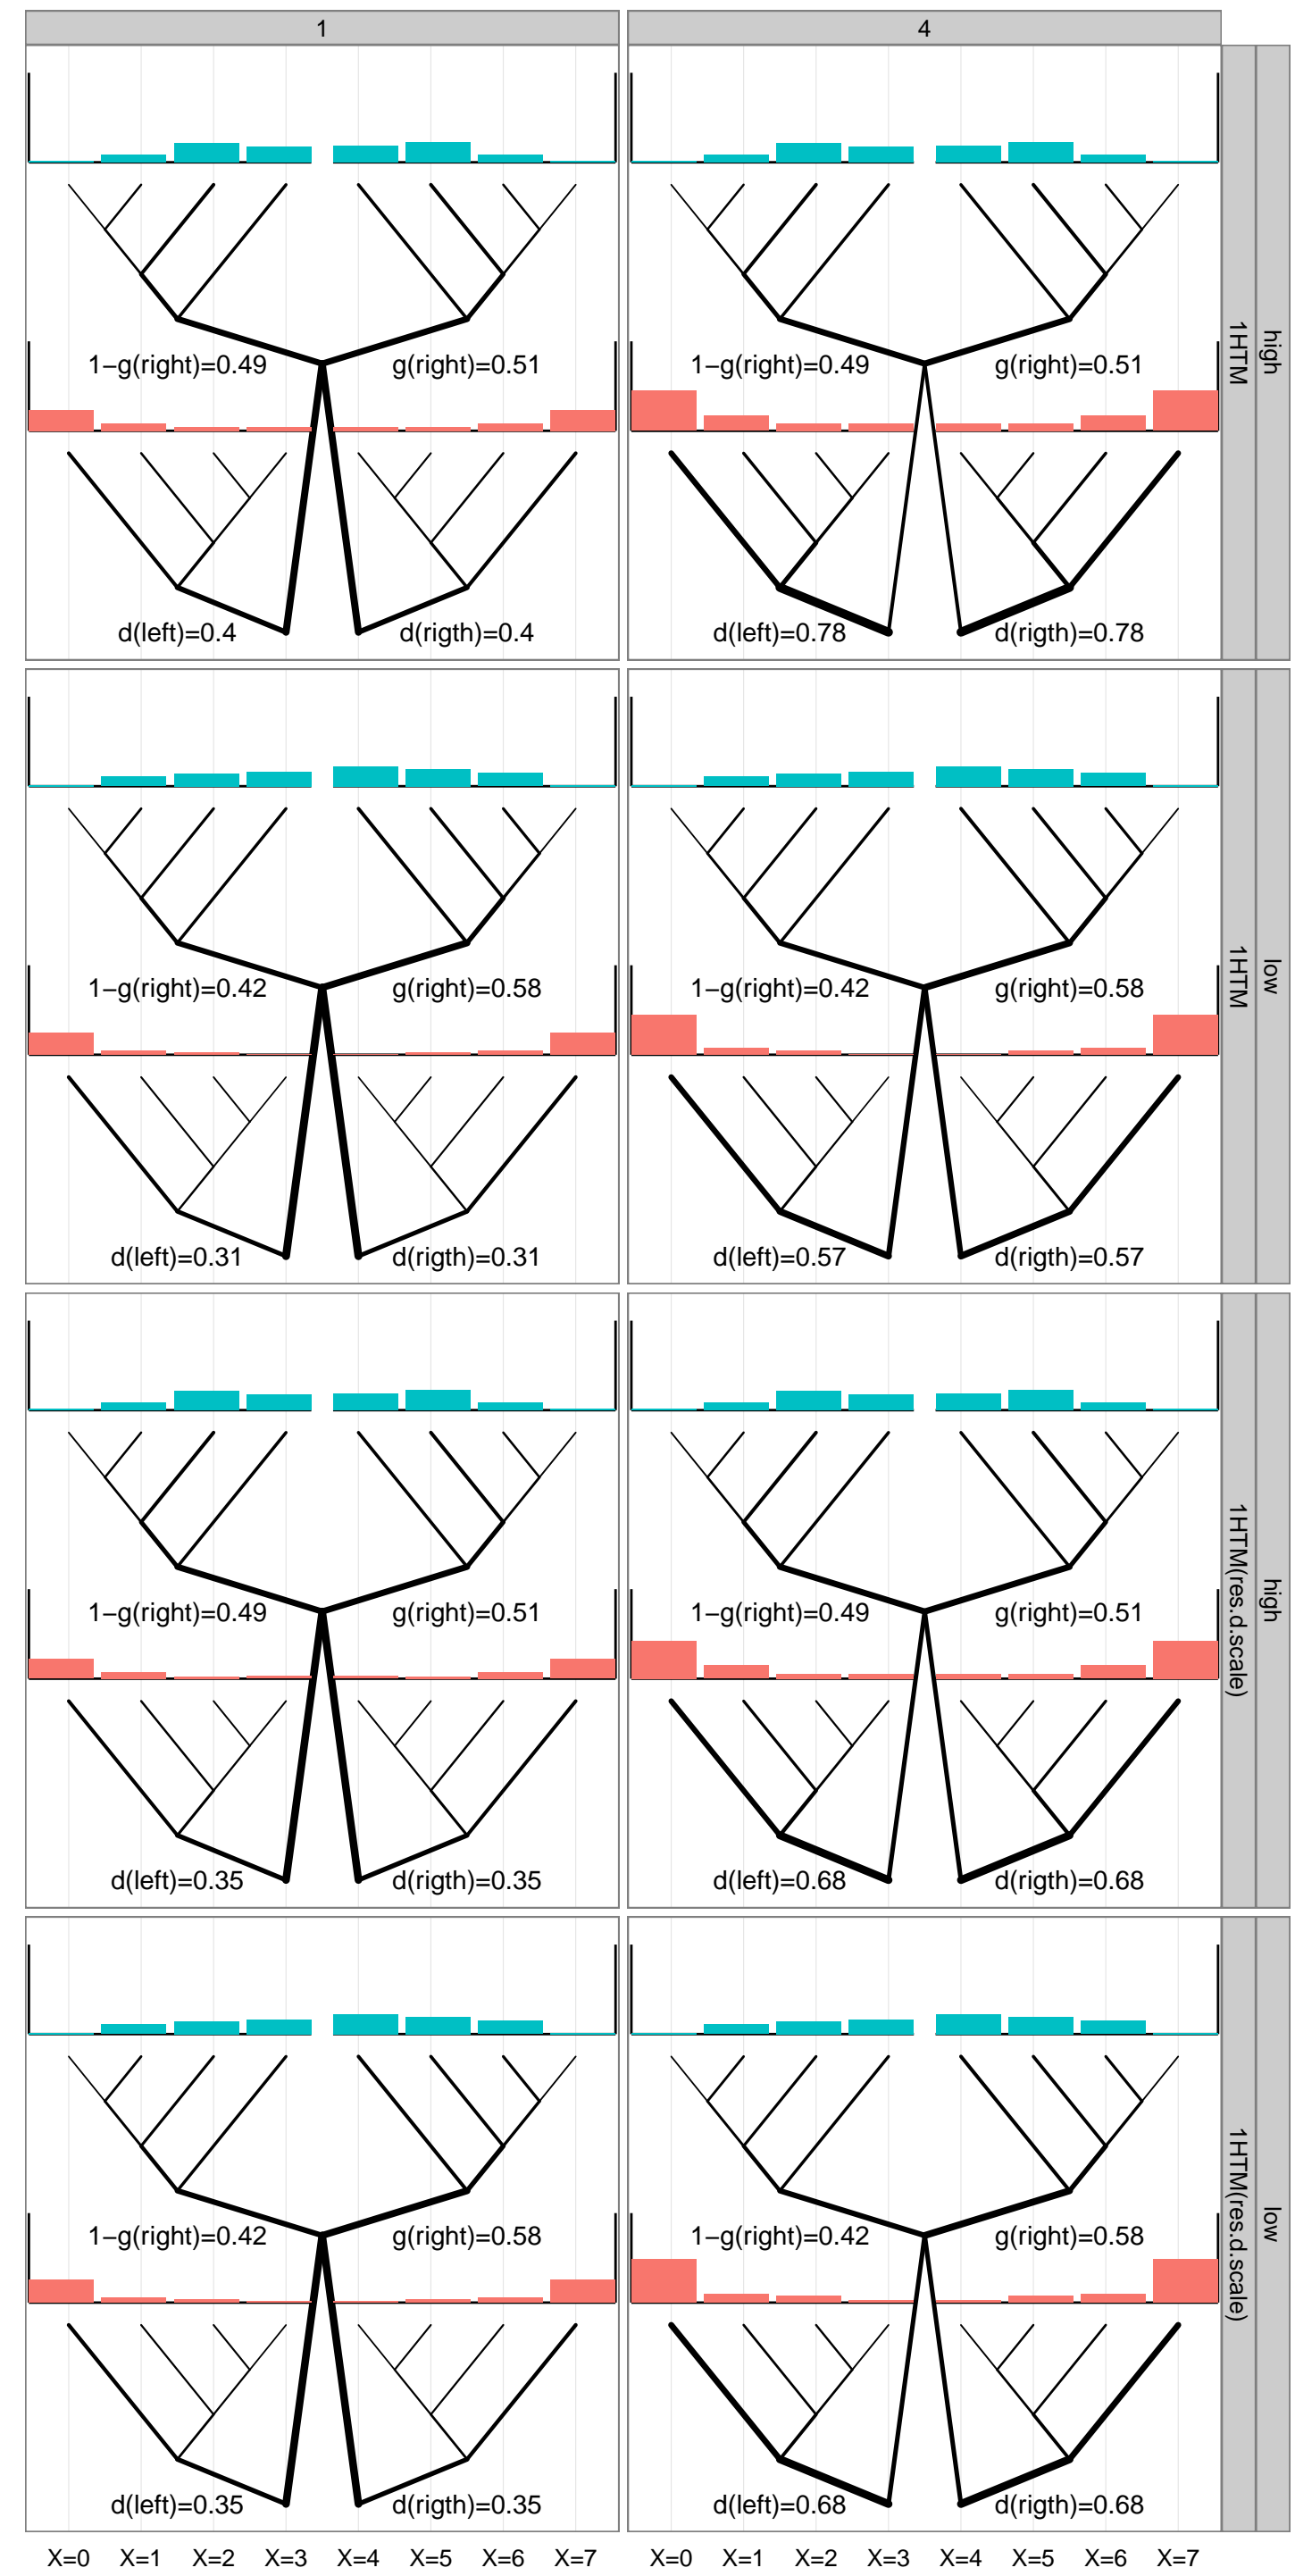 1 4
1−g(right)=0.49 g(right)=0.51 1−g(right)=0.49 g(right)=0.51
d(left)=0.4 d(rigth)=0.4 d(left)=0.78 d(rigth)=0.78
1HTM high
1−g(right)=0.42 g(right)=0.58 1−g(right)=0.42 g(right)=0.58
d(left)=0.31 d(rigth)=0.31 d(left)=0.57 d(rigth)=0.57
1HTM low
1−g(right)=0.49 g(right)=0.51 1−g(right)=0.49 g(right)=0.51
d(left)=0.35 d(rigth)=0.35 d(left)=0.68 d(rigth)=0.68
1HTM(res.d.scale) high
1−g(right)=0.42 g(right)=0.58 1−g(right)=0.42 g(right)=0.58
d(left)=0.35 d(rigth)=0.35 d(left)=0.68 d(rigth)=0.68
1HTM(res.d.scale) low
X=0 X=1 X=2 X=3 X=4 X=5 X=6 X=7 X=0 X=1 X=2 X=3 X=4 X=5 X=6 X=7